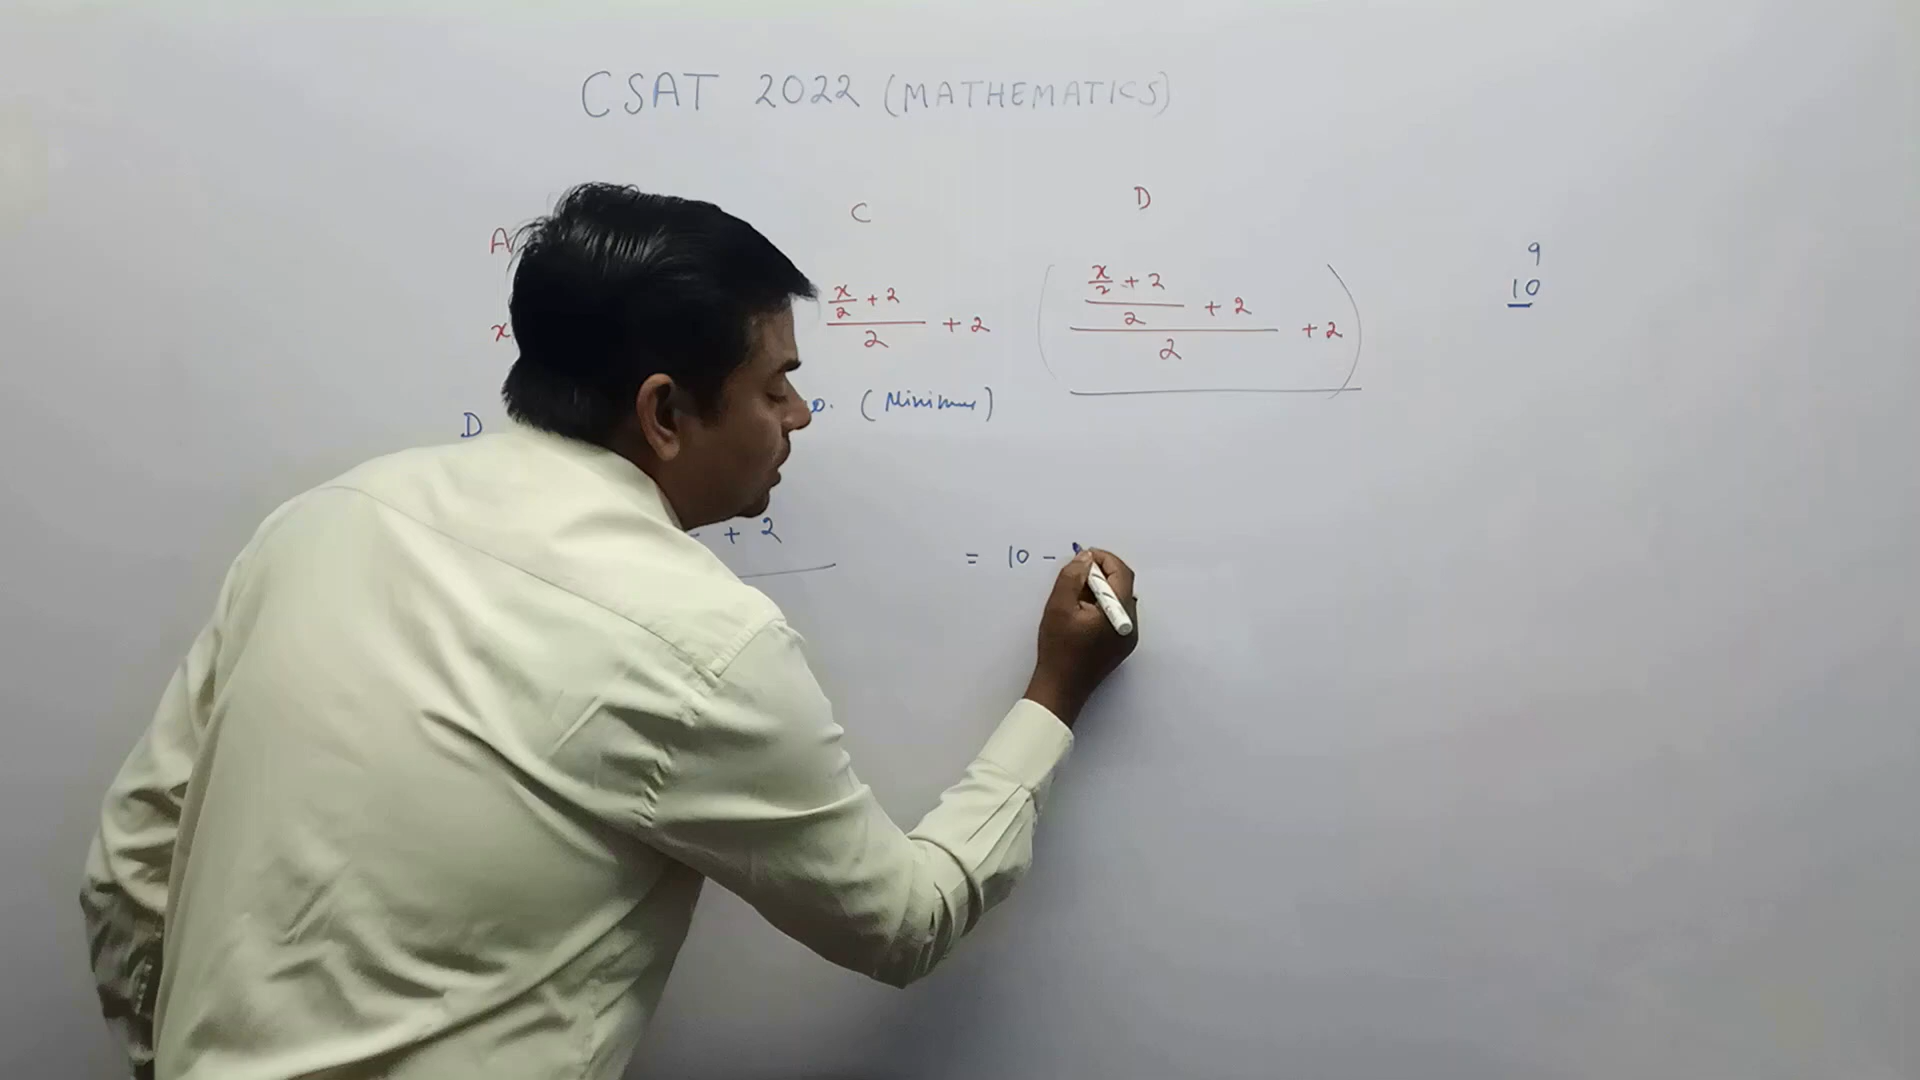 CSAT 2022 (MATHEMATICS)
A C D
x
x/2 + 2
2
+ 2
x/2 + 2
2
+ 2
2
+ 2
9
10
D o. (Minimum)
+ 2
= 10 -